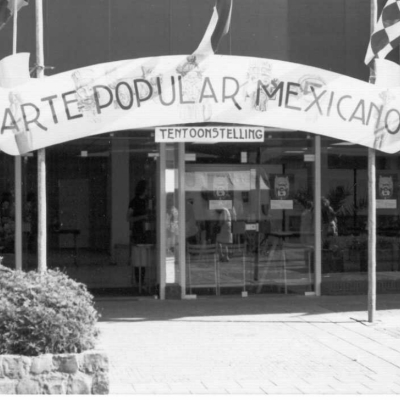 ARTE POPULAR·MEXICANO
TENTOONSTELLING